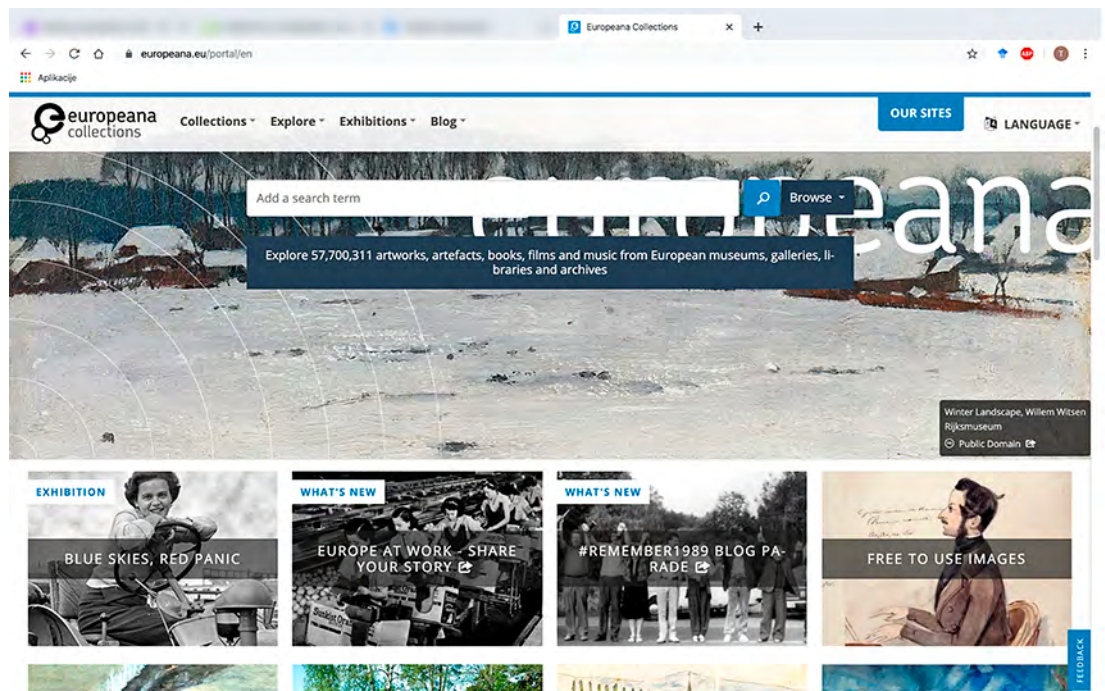 Europeana Collections
europeana.eu/portal/en
ABP
T
Aplikacije
europeana
collections
Collections
Explore
Exhibitions
Blog
OUR SITES
LANGUAGE
europeana
Add a search term
Browse
Explore 57,700,311 artworks, artefacts, books, films and music from European museums, galleries, li-
braries and archives
Winter Landscape, Willem Witsen
Rijksmuseum
Public Domain
EXHIBITION
BLUE SKIES, RED PANIC
WHAT'S NEW
EUROPE AT WORK - SHARE
YOUR STORY
WHAT'S NEW
#REMEMBER1989 BLOG PA-
RADE
FREE TO USE IMAGES
FEEDBACK